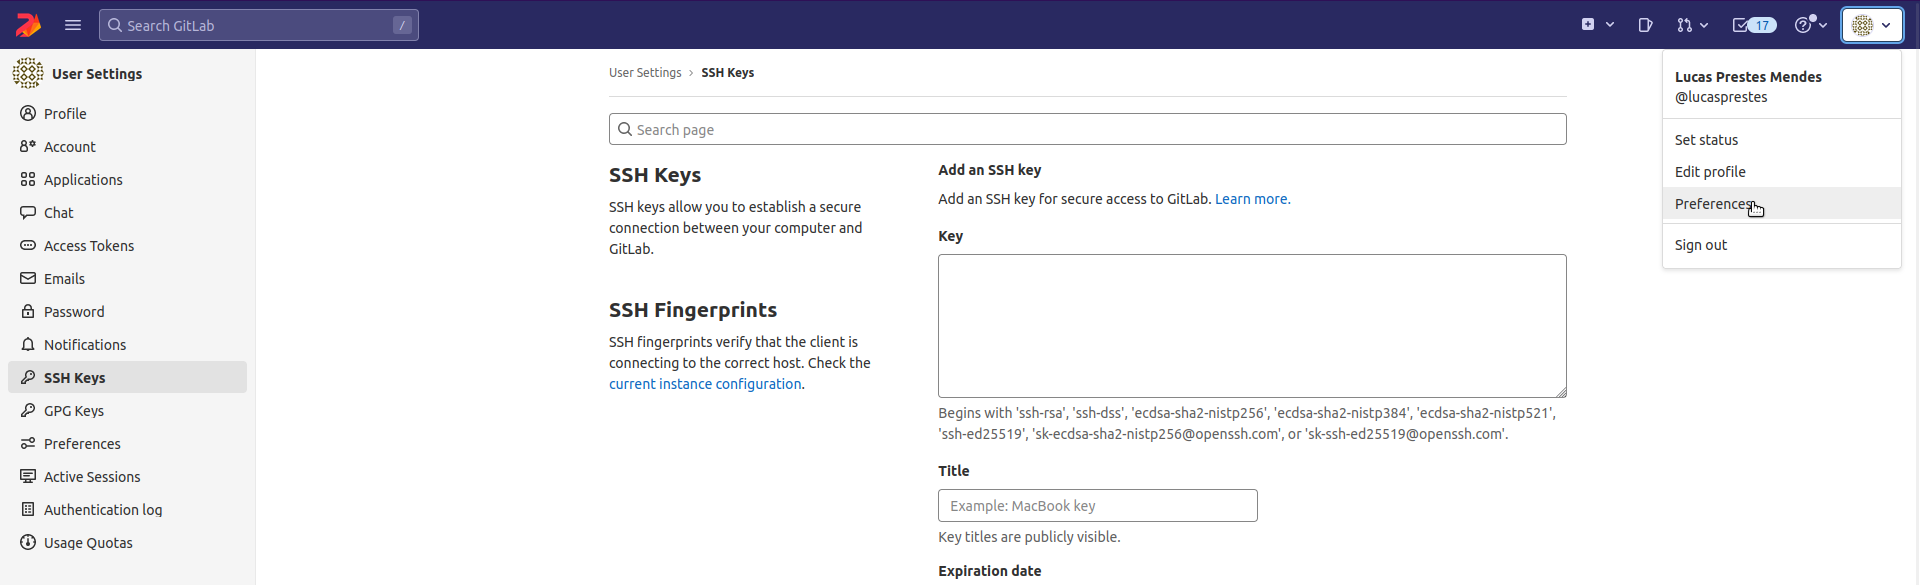 Search GitLab
/
17
User Settings
Profile
Account
Applications
Chat
Access Tokens
Emails
Password
Notifications
SSH Keys
GPG Keys
Preferences
Active Sessions
Authentication log
Usage Quotas
User Settings › SSH Keys
Search page
SSH Keys
SSH keys allow you to establish a secure
connection between your computer and
GitLab.
SSH Fingerprints
SSH fingerprints verify that the client is
connecting to the correct host. Check the
current instance configuration.
Add an SSH key
Add an SSH key for secure access to GitLab. Learn more.
Key
Begins with 'ssh-rsa', 'ssh-dss', 'ecdsa-sha2-nistp256', 'ecdsa-sha2-nistp384', 'ecdsa-sha2-nistp521',
'ssh-ed25519', 'sk-ecdsa-sha2-nistp256@openssh.com', or 'sk-ssh-ed25519@openssh.com'.
Title
Example: MacBook key
Key titles are publicly visible.
Expiration date
Lucas Prestes Mendes
@lucasprestes
Set status
Edit profile
Preferences
Sign out